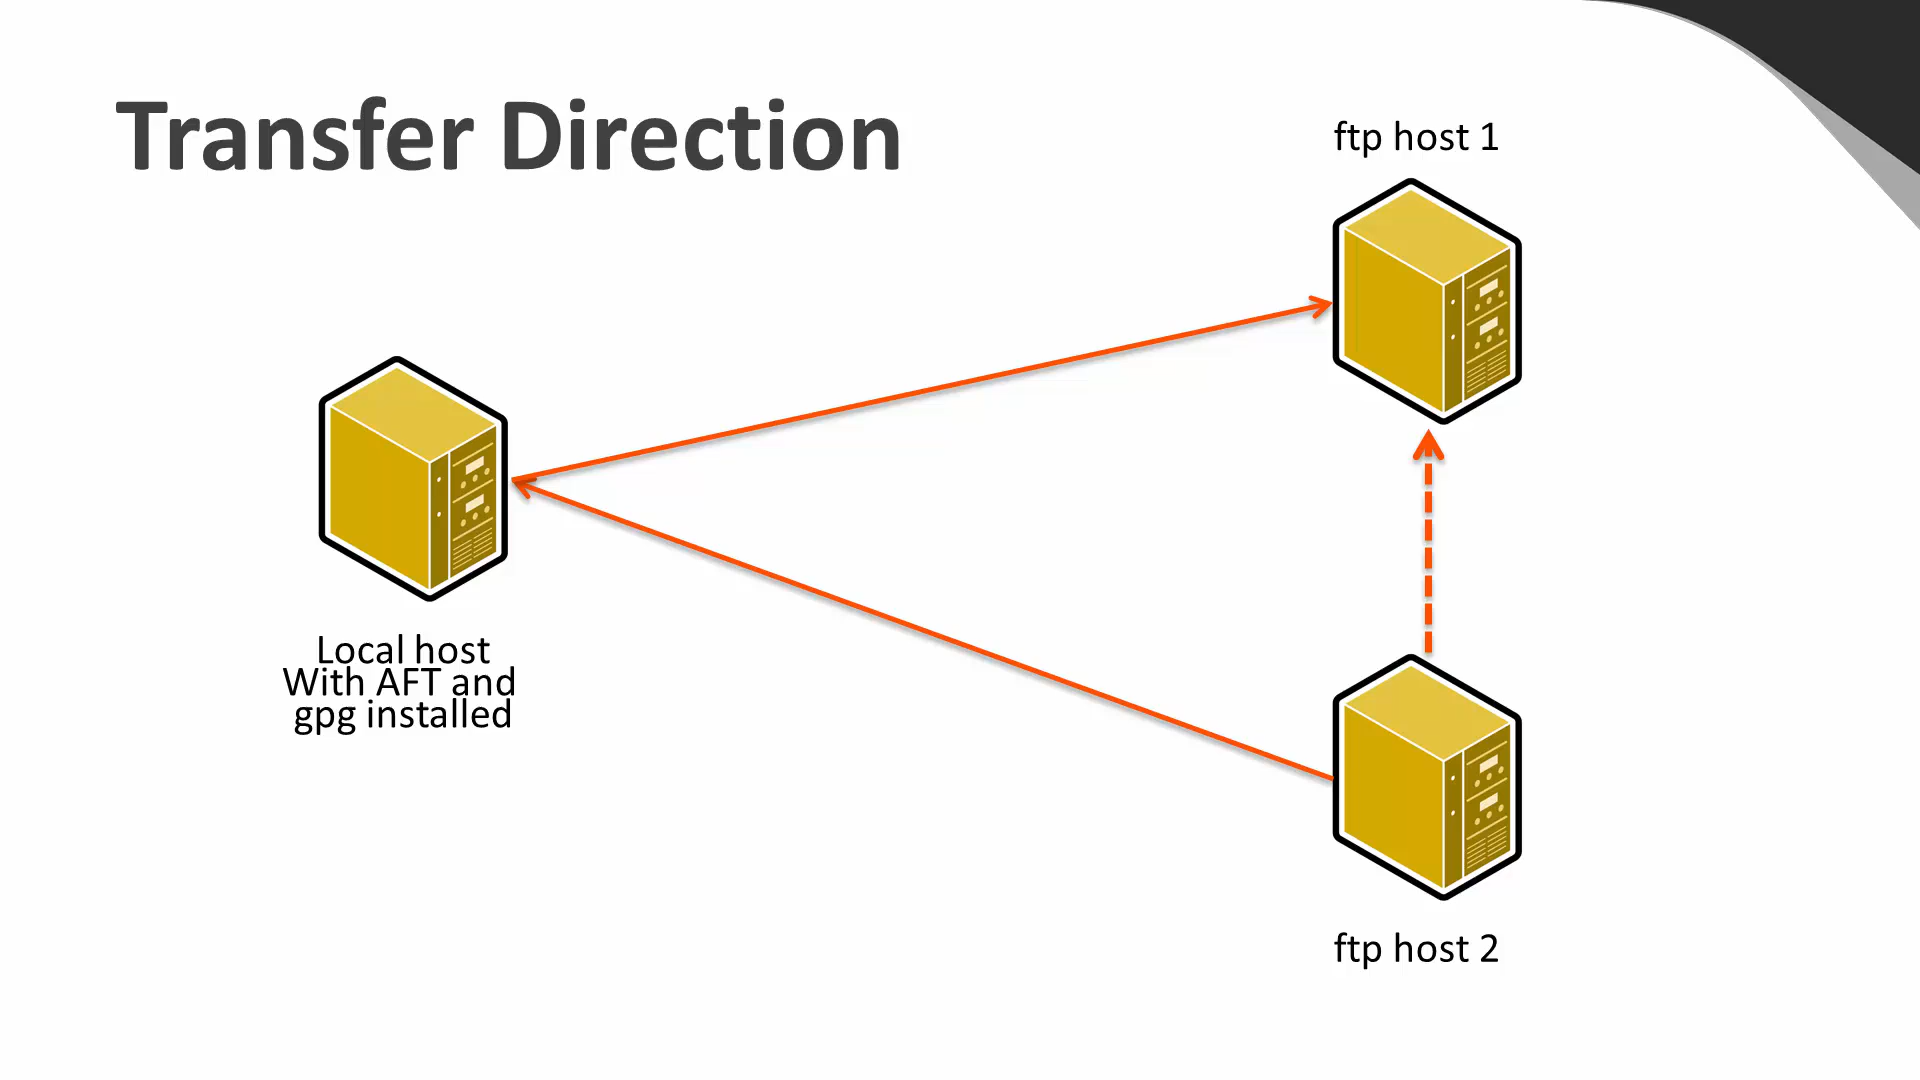 Transfer Direction
ftp host 1
Local host
With AFT and
gpg installed
ftp host 2